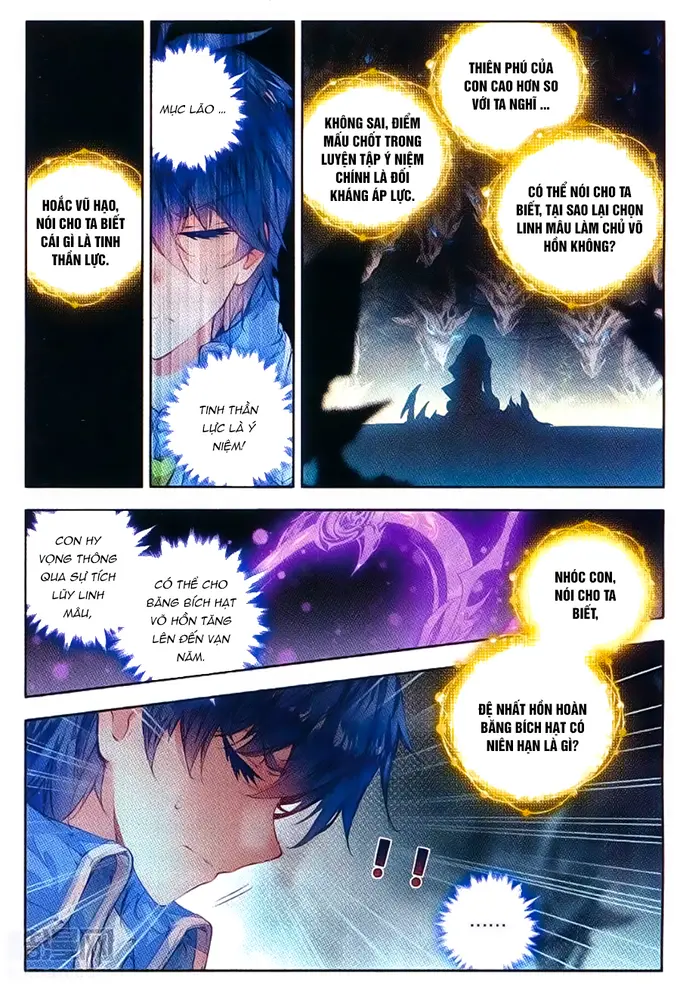 HOẮC VŨ HẠO,
NÓI CHO TA BIẾT
CÁI GÌ LÀ TINH
THẦN LỰC.
MỤC LÃO ...
TINH THẦN
LỰC LÀ Ý
NIỆM!
THIÊN PHÚ CỦA
CON CAO HƠN SO
VỚI TA NGHĨ ...
KHÔNG SAI, ĐIỂM
MẤU CHỐT TRONG
LUYỆN TẬP Ý NIỆM
CHÍNH LÀ ĐỐI
KHÁNG ÁP LỰC.
CÓ THỂ NÓI CHO TA
BIẾT, TẠI SAO LẠI CHỌN
LINH MÂU LÀM CHỦ VÕ
HỒN KHÔNG?
CON HY
VỌNG THÔNG
QUA SỰ TÍCH
LŨY LINH
MÂU,
CÓ THỂ CHO
BĂNG BÍCH HẠT
VÕ HỒN TĂNG
LÊN ĐẾN VẠN
NĂM.
NHÓC CON,
NÓI CHO TA
BIẾT,
ĐỆ NHẤT HỒN HOÀN
BĂNG BÍCH HẠT CÓ
NIÊN HẠN LÀ GÌ?
!!
......